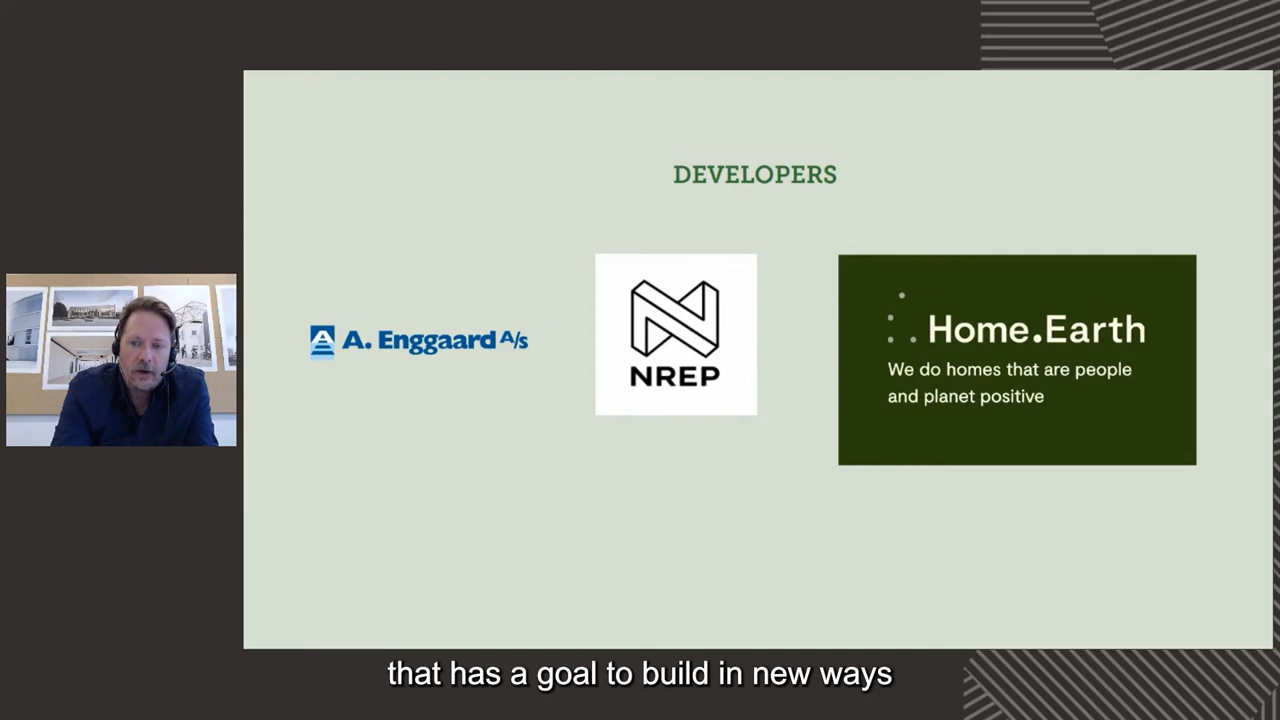 DEVELOPERS
A. Enggaard A/s
NREP
Home.Earth
We do homes that are people
and planet positive
that has a goal to build in new ways